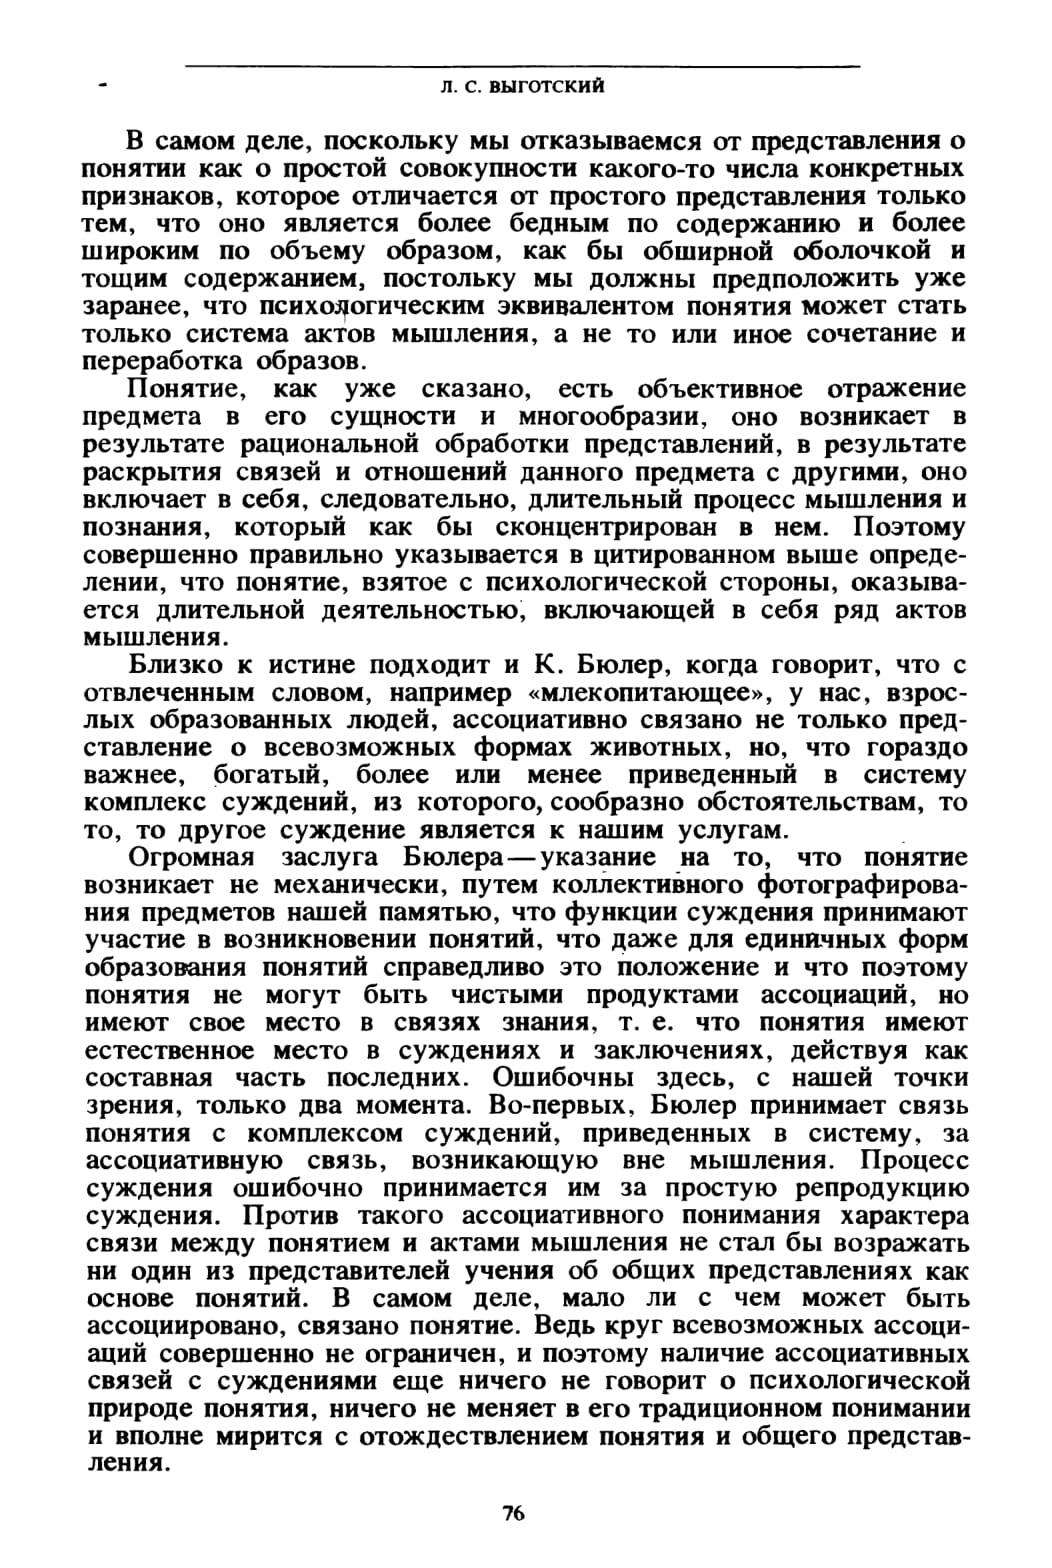 Л. С. ВЫГОТСКИЙ
В самом деле, поскольку мы отказываемся от представления о
понятии как о простой совокупности какого-то числа конкретных
признаков, которое отличается от простого представления только
тем, что оно является более бедным по содержанию и более
широким по объему образом, как бы обширной оболочкой и
тощим содержанием, постольку мы должны предположить уже
заранее, что психологическим эквивалентом понятия может стать
только система актов мышления, а не то или иное сочетание и
переработка образов.
Понятие, как уже сказано, есть объективное отражение
предмета в его сущности и многообразии, оно возникает в
результате рациональной обработки представлений, в результате
раскрытия связей и отношений данного предмета с другими, оно
включает в себя, следовательно, длительный процесс мышления и
познания, который как бы сконцентрирован в нем. Поэтому
совершенно правильно указывается в цитированном выше опреде-
лении, что понятие, взятое с психологической стороны, оказыва-
ется длительной деятельностью, включающей в себя ряд актов
мышления.
Близко к истине подходит и К. Бюлер, когда говорит, что с
отвлеченным словом, например «млекопитающее», у нас, взрос-
лых образованных людей, ассоциативно связано не только пред-
ставление о всевозможных формах животных, но, что гораздо
важнее, богатый, более или менее приведенный в систему
комплекс суждений, из которого, сообразно обстоятельствам, то
то, то другое суждение является к нашим услугам.
Огромная заслуга Бюлера—указание на то, что понятие
возникает не механически, путем коллективного фотографирова-
ния предметов нашей памятью, что функции суждения принимают
участие в возникновении понятий, что даже для единичных форм
образования понятий справедливо это положение и что поэтому
понятия не могут быть чистыми продуктами ассоциаций, но
имеют свое место в связях знания, т. е. что понятия имеют
естественное место в суждениях и заключениях, действуя как
составная часть последних. Ошибочны здесь, с нашей точки
зрения, только два момента. Во-первых, Бюлер принимает связь
понятия с комплексом суждений, приведенных в систему, за
ассоциативную связь, возникающую вне мышления. Процесс
суждения ошибочно принимается им за простую репродукцию
суждения. Против такого ассоциативного понимания характера
связи между понятием и актами мышления не стал бы возражать
ни один из представителей учения об общих представлениях как
основе понятий. В самом деле, мало ли с чем может быть
ассоциировано, связано понятие. Ведь круг всевозможных ассоци-
аций совершенно не ограничен, и поэтому наличие ассоциативных
связей с суждениями еще ничего не говорит о психологической
природе понятия, ничего не меняет в его традиционном понимании
и вполне мирится с отождествлением понятия и общего представ-
ления.
76